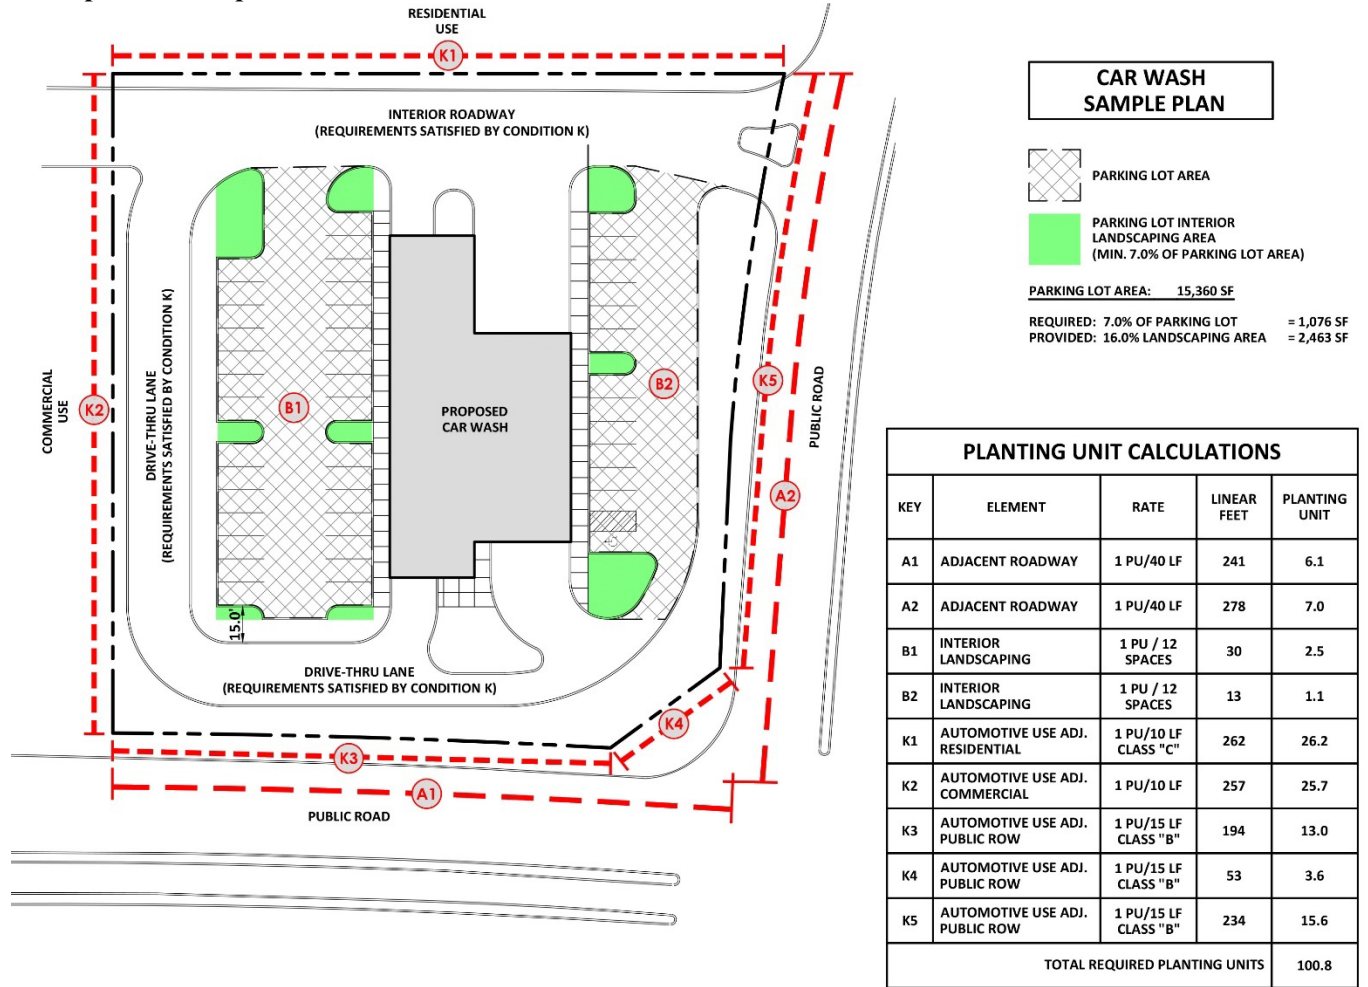 RESIDENTIAL
USE
K1
INTERIOR ROADWAY
(REQUIREMENTS SATISFIED BY CONDITION K)
COMMERCIAL
USE
K2
DRIVE-THRU LANE
(REQUIREMENTS SATISFIED BY CONDITION K)
B1
PROPOSED
CAR WASH
B2
K5
A2
PUBLIC ROAD
15.0'
DRIVE-THRU LANE
(REQUIREMENTS SATISFIED BY CONDITION K)
K4
K3
A1
PUBLIC ROAD
CAR WASH
SAMPLE PLAN
PARKING LOT AREA
PARKING LOT INTERIOR
LANDSCAPING AREA
(MIN. 7.0% OF PARKING LOT AREA)
PARKING LOT AREA: 15,360 SF
REQUIRED: 7.0% OF PARKING LOT = 1,076 SF
PROVIDED: 16.0% LANDSCAPING AREA = 2,463 SF
PLANTING UNIT CALCULATIONS
KEY ELEMENT RATE LINEAR FEET PLANTING UNIT
A1 ADJACENT ROADWAY 1 PU/40 LF 241 6.1
A2 ADJACENT ROADWAY 1 PU/40 LF 278 7.0
B1 INTERIOR LANDSCAPING 1 PU / 12 SPACES 30 2.5
B2 INTERIOR LANDSCAPING 1 PU / 12 SPACES 13 1.1
K1 AUTOMOTIVE USE ADJ. RESIDENTIAL 1 PU/10 LF CLASS "C" 262 26.2
K2 AUTOMOTIVE USE ADJ. COMMERCIAL 1 PU/10 LF 257 25.7
K3 AUTOMOTIVE USE ADJ. PUBLIC ROW 1 PU/15 LF CLASS "B" 194 13.0
K4 AUTOMOTIVE USE ADJ. PUBLIC ROW 1 PU/15 LF CLASS "B" 53 3.6
K5 AUTOMOTIVE USE ADJ. PUBLIC ROW 1 PU/15 LF CLASS "B" 234 15.6
TOTAL REQUIRED PLANTING UNITS 100.8